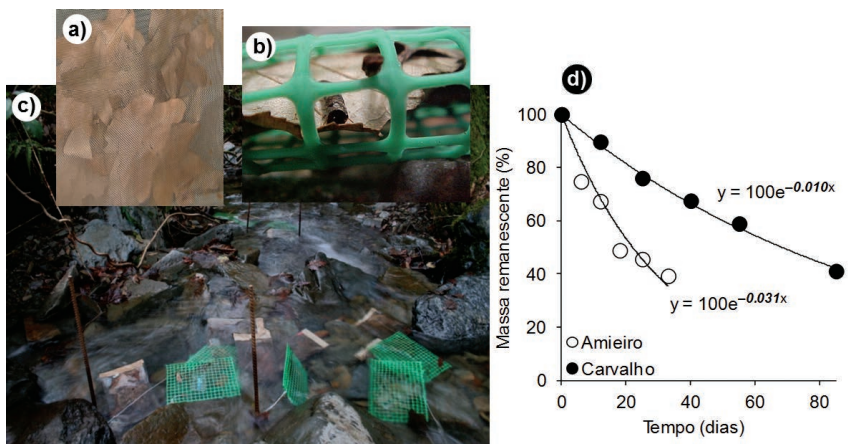 a)
b)
c)
d)
Massa remanescente (%)
100
80
60
40
20
0
y = 100e^–0.010x
y = 100e^–0.031x
Amieiro
Carvalho
0 20 40 60 80
Tempo (dias)